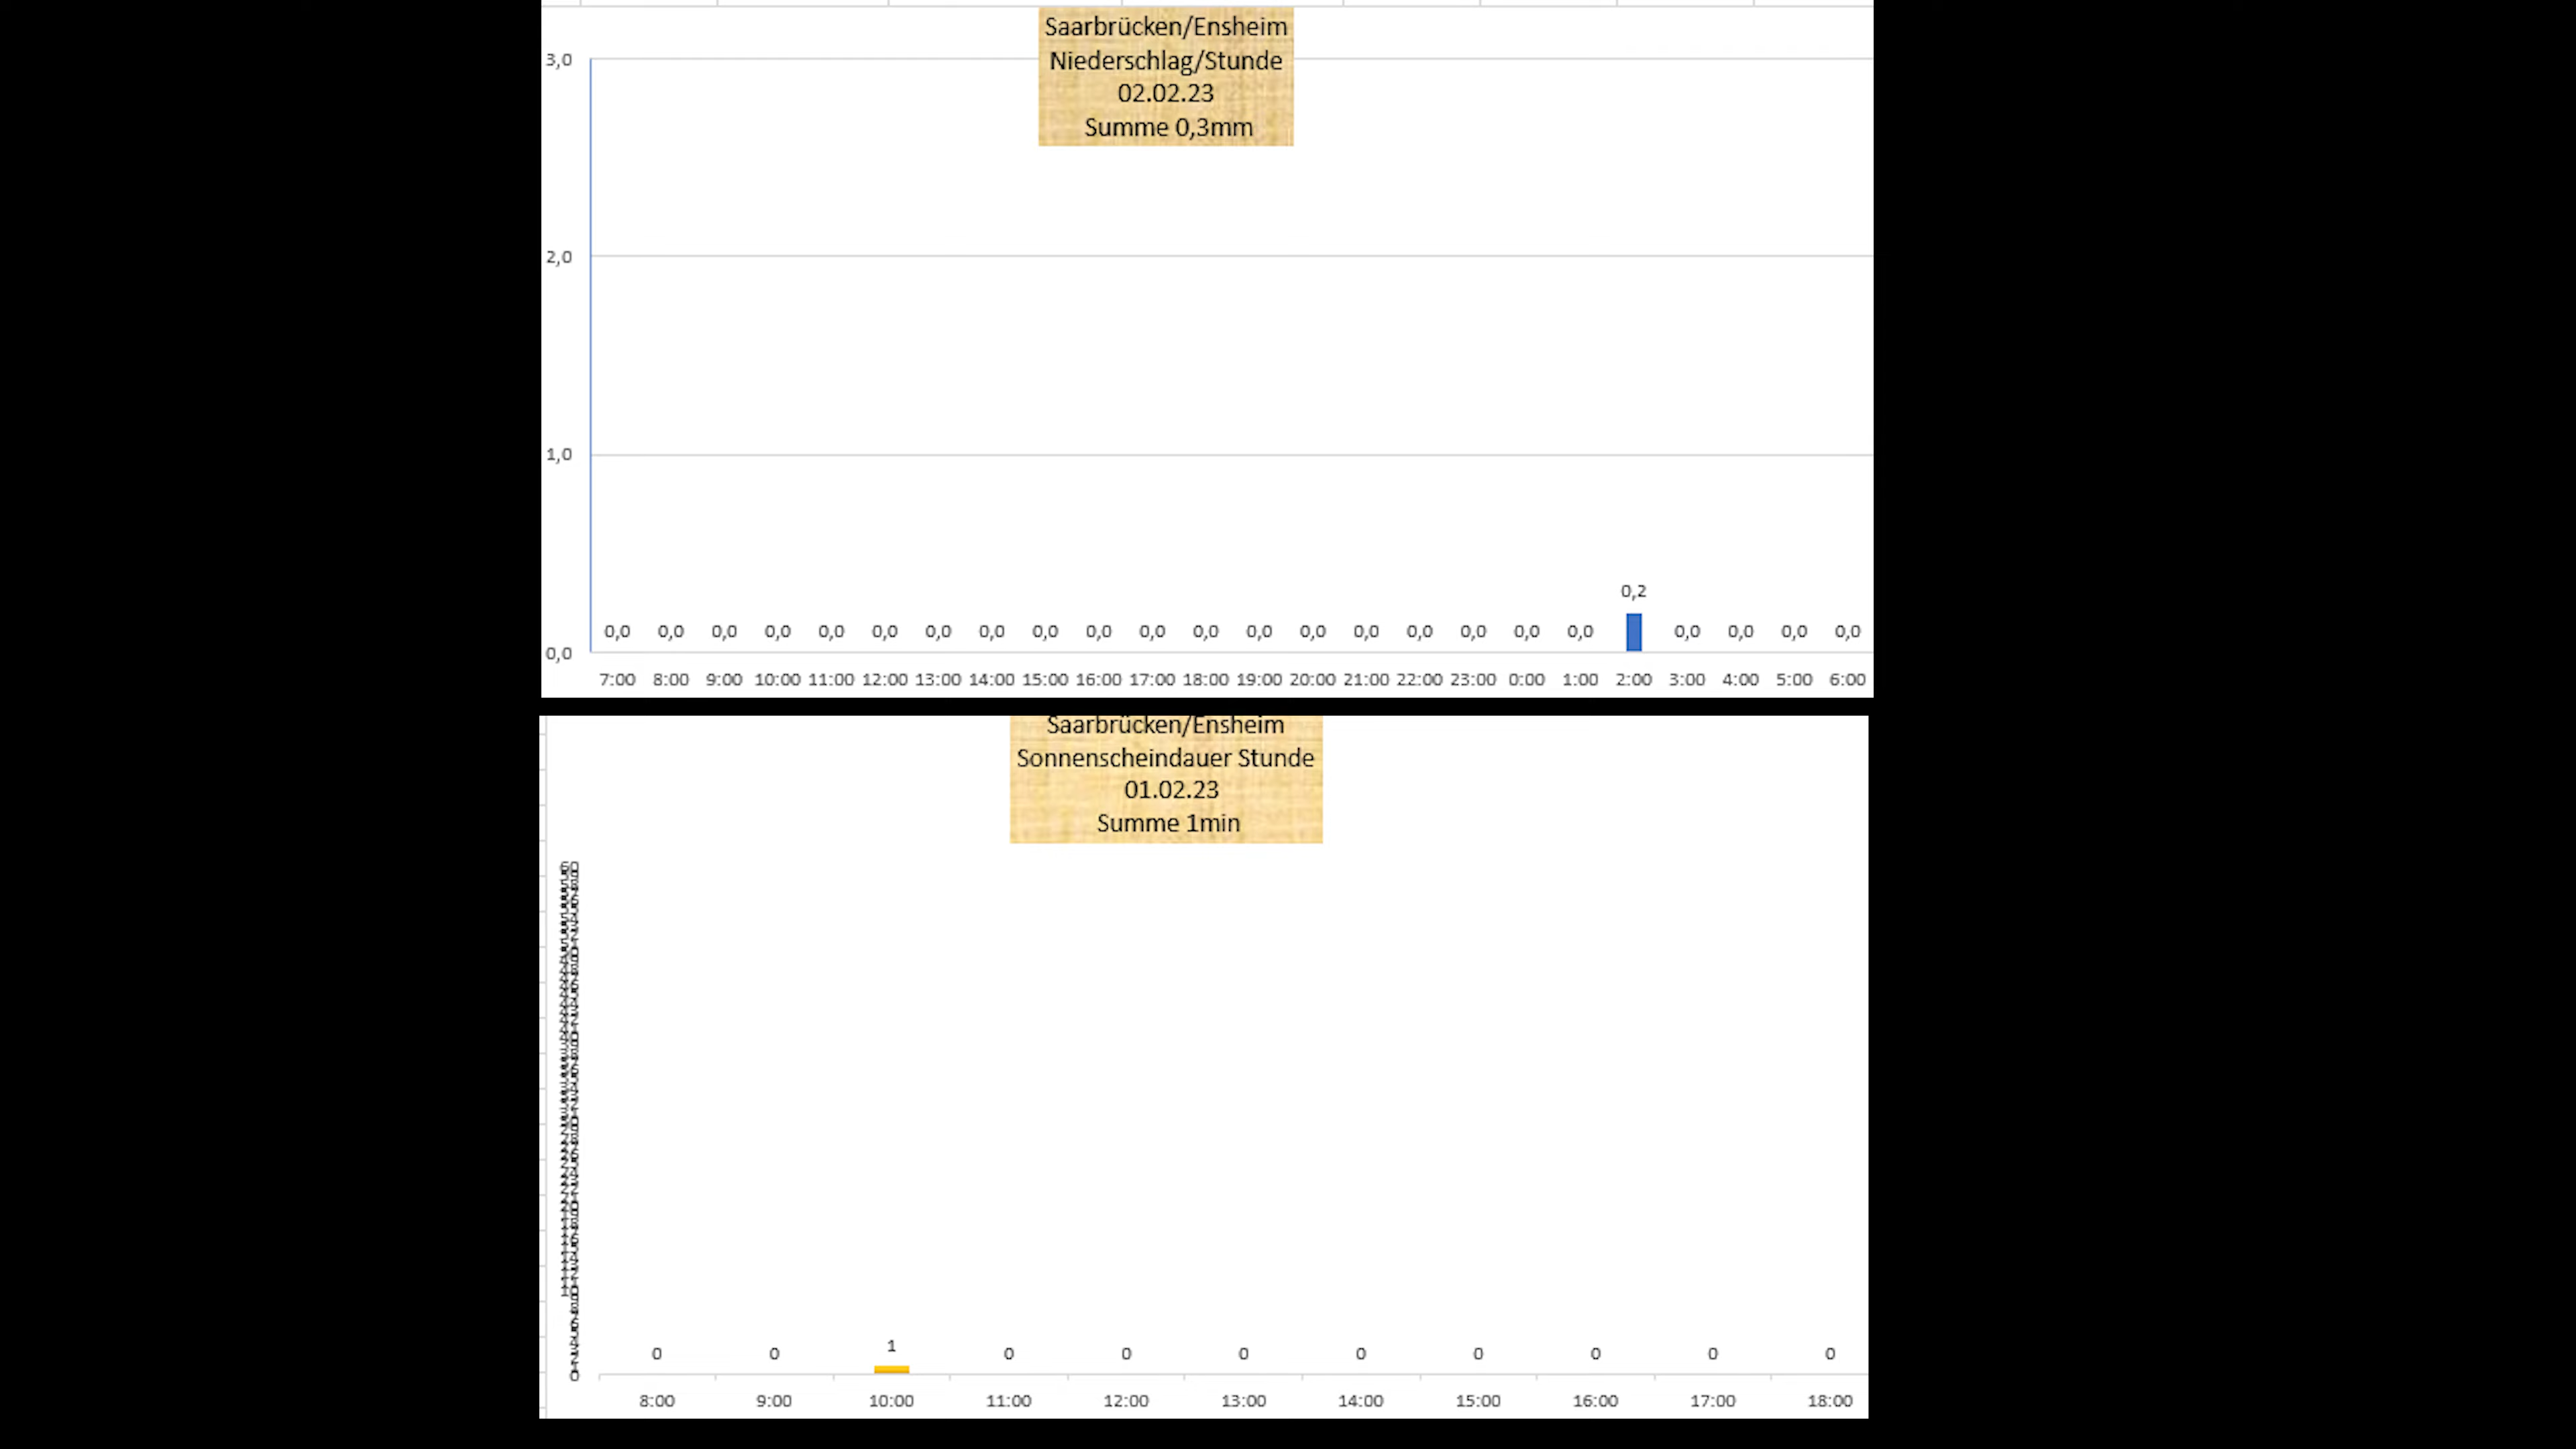 Saarbrücken/Ensheim
Niederschlag/Stunde
02.02.23
Summe 0,3mm
3,0
2,0
1,0
0,2
0,0 0,0 0,0 0,0 0,0 0,0 0,0 0,0 0,0 0,0 0,0 0,0 0,0 0,0 0,0 0,0 0,0 0,0 0,0 0,0 0,0 0,0 0,0
0,0
7:00 8:00 9:00 10:00 11:00 12:00 13:00 14:00 15:00 16:00 17:00 18:00 19:00 20:00 21:00 22:00 23:00 0:00 1:00 2:00 3:00 4:00 5:00 6:00
Saarbrücken/Ensheim
Sonnenscheindauer Stunde
01.02.23
Summe 1min
60
1
0 0 0 0 0 0 0 0 0 0
0
8:00 9:00 10:00 11:00 12:00 13:00 14:00 15:00 16:00 17:00 18:00